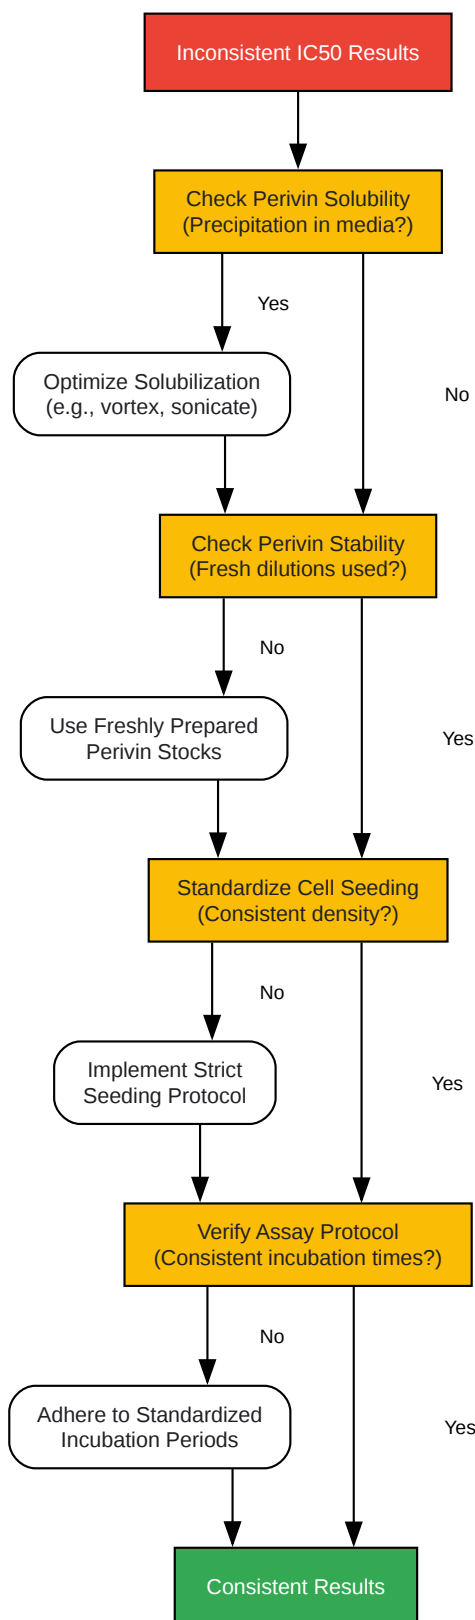 Inconsistent IC50 Results
Check Perivin Solubility
(Precipitation in media?)
Yes
Optimize Solubilization
(e.g., vortex, sonicate)
No
Check Perivin Stability
(Fresh dilutions used?)
No
Use Freshly Prepared
Perivin Stocks
Yes
Standardize Cell Seeding
(Consistent density?)
No
Implement Strict
Seeding Protocol
Yes
Verify Assay Protocol
(Consistent incubation times?)
No
Adhere to Standardized
Incubation Periods
Yes
Consistent Results